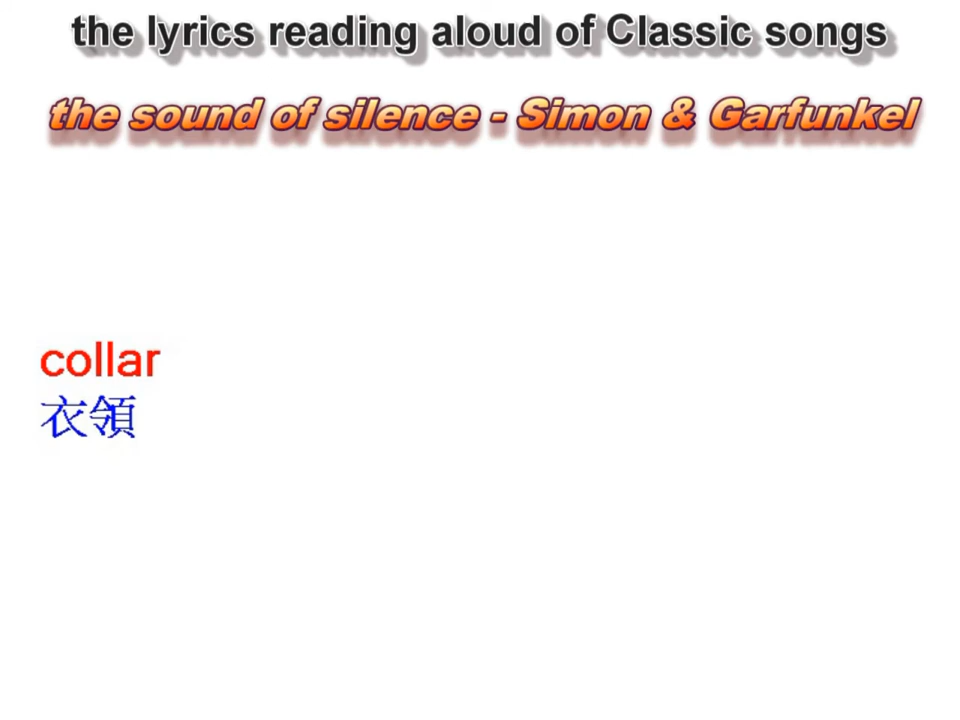 the lyrics reading aloud of Classic songs
the sound of silence - Simon & Garfunkel
collar
衣領